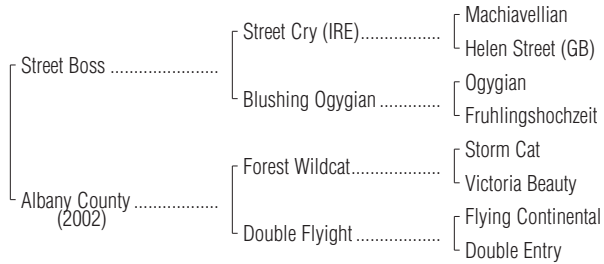 Machiavellian
Street Cry (IRE)..................
Helen Street (GB)
Street Boss ........................
Ogygian
Blushing Ogygian ..............
Fruhlingshochzeit
Storm Cat
Forest Wildcat....................
Victoria Beauty
Albany County ...................
(2002)
Flying Continental
Double Flyight ...................
Double Entry